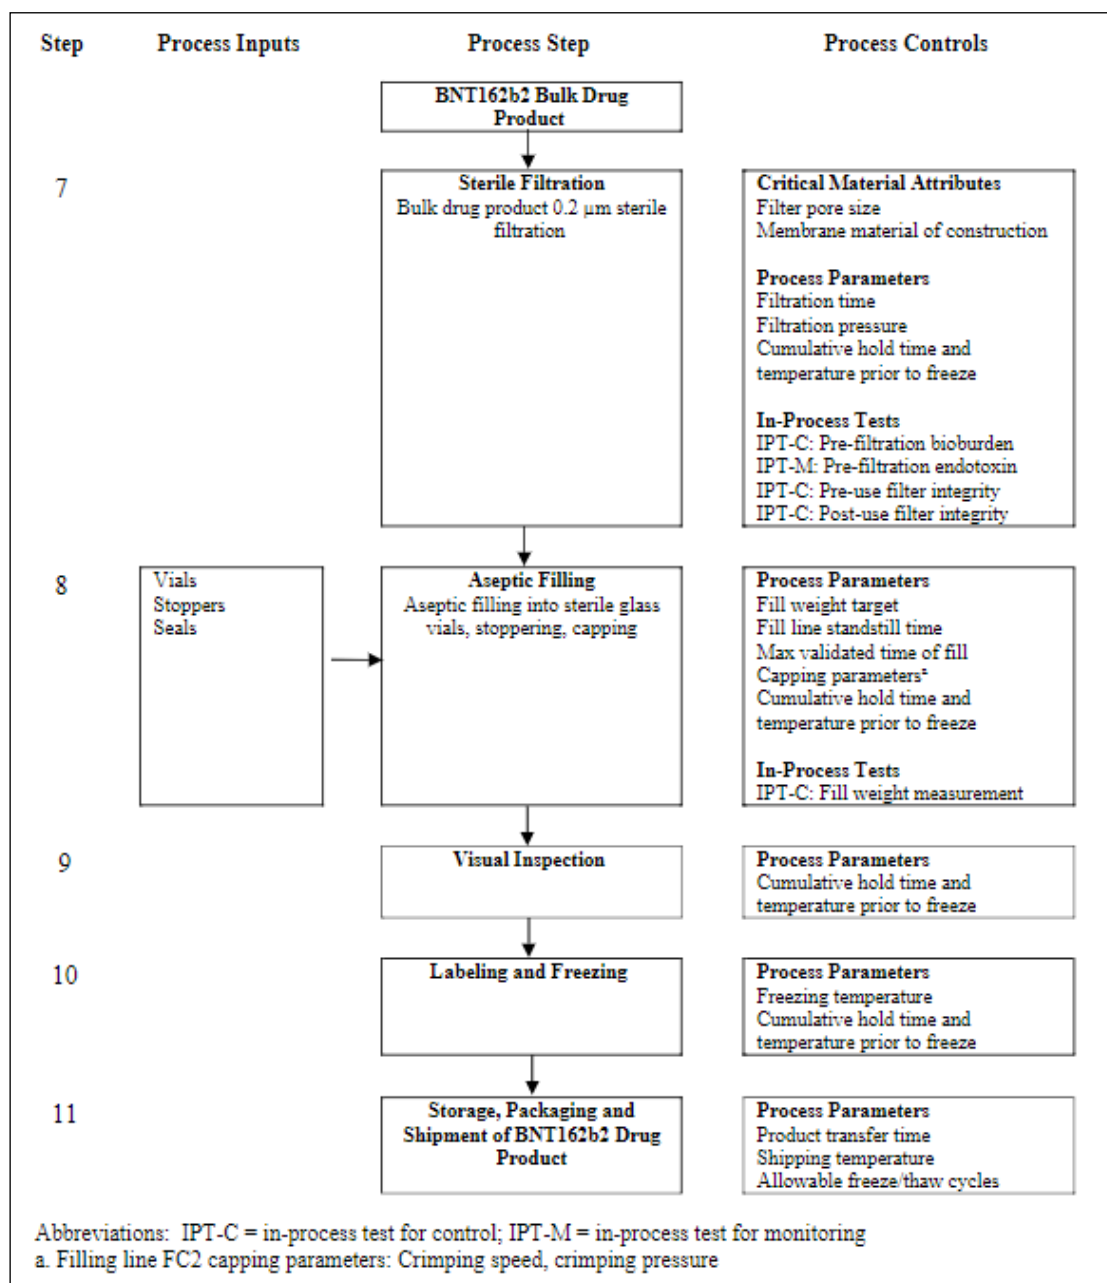 Step Process Inputs Process Step Process Controls
BNT162b2 Bulk Drug
Product
7
Sterile Filtration
Bulk drug product 0.2 µm sterile
filtration
Critical Material Attributes
Filter pore size
Membrane material of construction
Process Parameters
Filtration time
Filtration pressure
Cumulative hold time and
temperature prior to freeze
In-Process Tests
IPT-C: Pre-filtration bioburden
IPT-M: Pre-filtration endotoxin
IPT-C: Pre-use filter integrity
IPT-C: Post-use filter integrity
8
Vials
Stoppers
Seals
Aseptic Filling
Aseptic filling into sterile glass
vials, stoppering, capping
Process Parameters
Fill weight target
Fill line standstill time
Max validated time of fill
Capping parametersª
Cumulative hold time and
temperature prior to freeze
In-Process Tests
IPT-C: Fill weight measurement
9
Visual Inspection
Process Parameters
Cumulative hold time and
temperature prior to freeze
10
Labeling and Freezing
Process Parameters
Freezing temperature
Cumulative hold time and
temperature prior to freeze
11
Storage, Packaging and
Shipment of BNT162b2 Drug
Product
Process Parameters
Product transfer time
Shipping temperature
Allowable freeze/thaw cycles
Abbreviations: IPT-C = in-process test for control; IPT-M = in-process test for monitoring
a. Filling line FC2 capping parameters: Crimping speed, crimping pressure